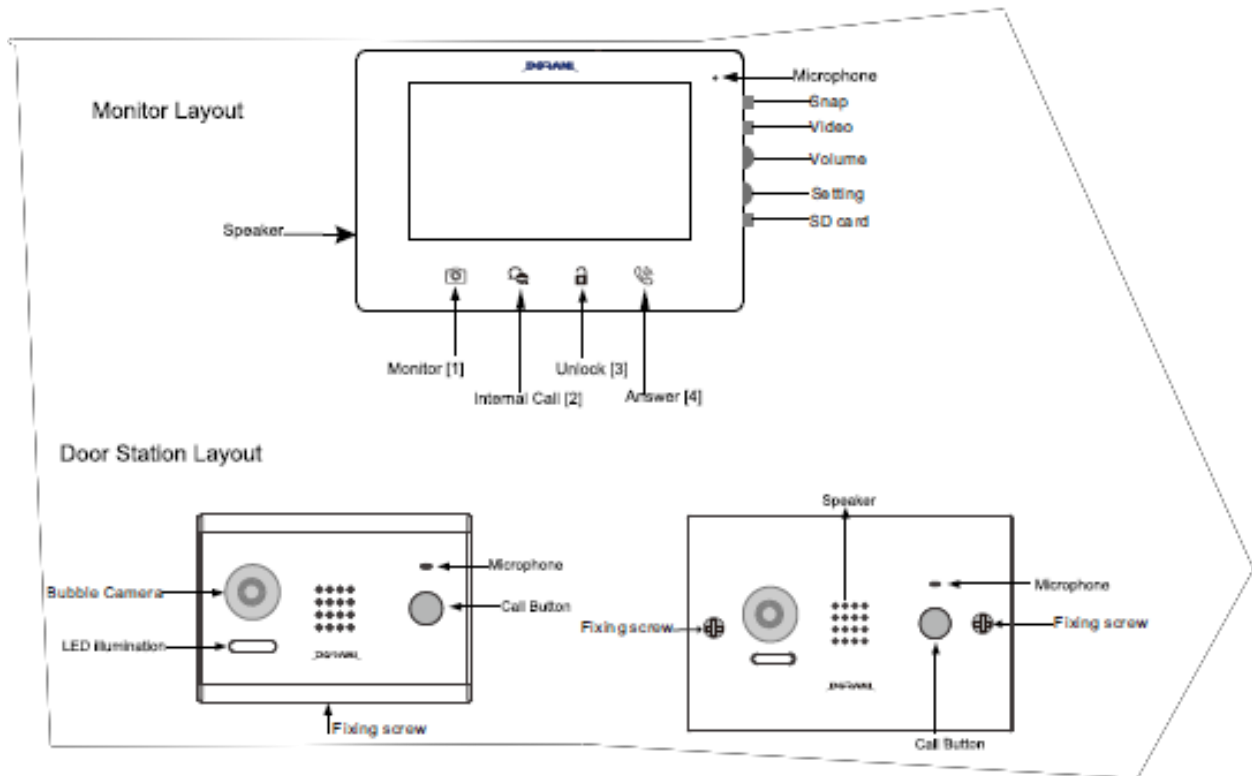 Monitor Layout
Microphone
Snap
Video
Volume
Setting
SD card
Speaker
Monitor [1]
Internal Call [2]
Unlock [3]
Answer [4]
Door Station Layout
Bubble Camera
LED illumination
Microphone
Call Button
Fixing screw
Speaker
Microphone
Fixing screw
Fixing screw
Call Button